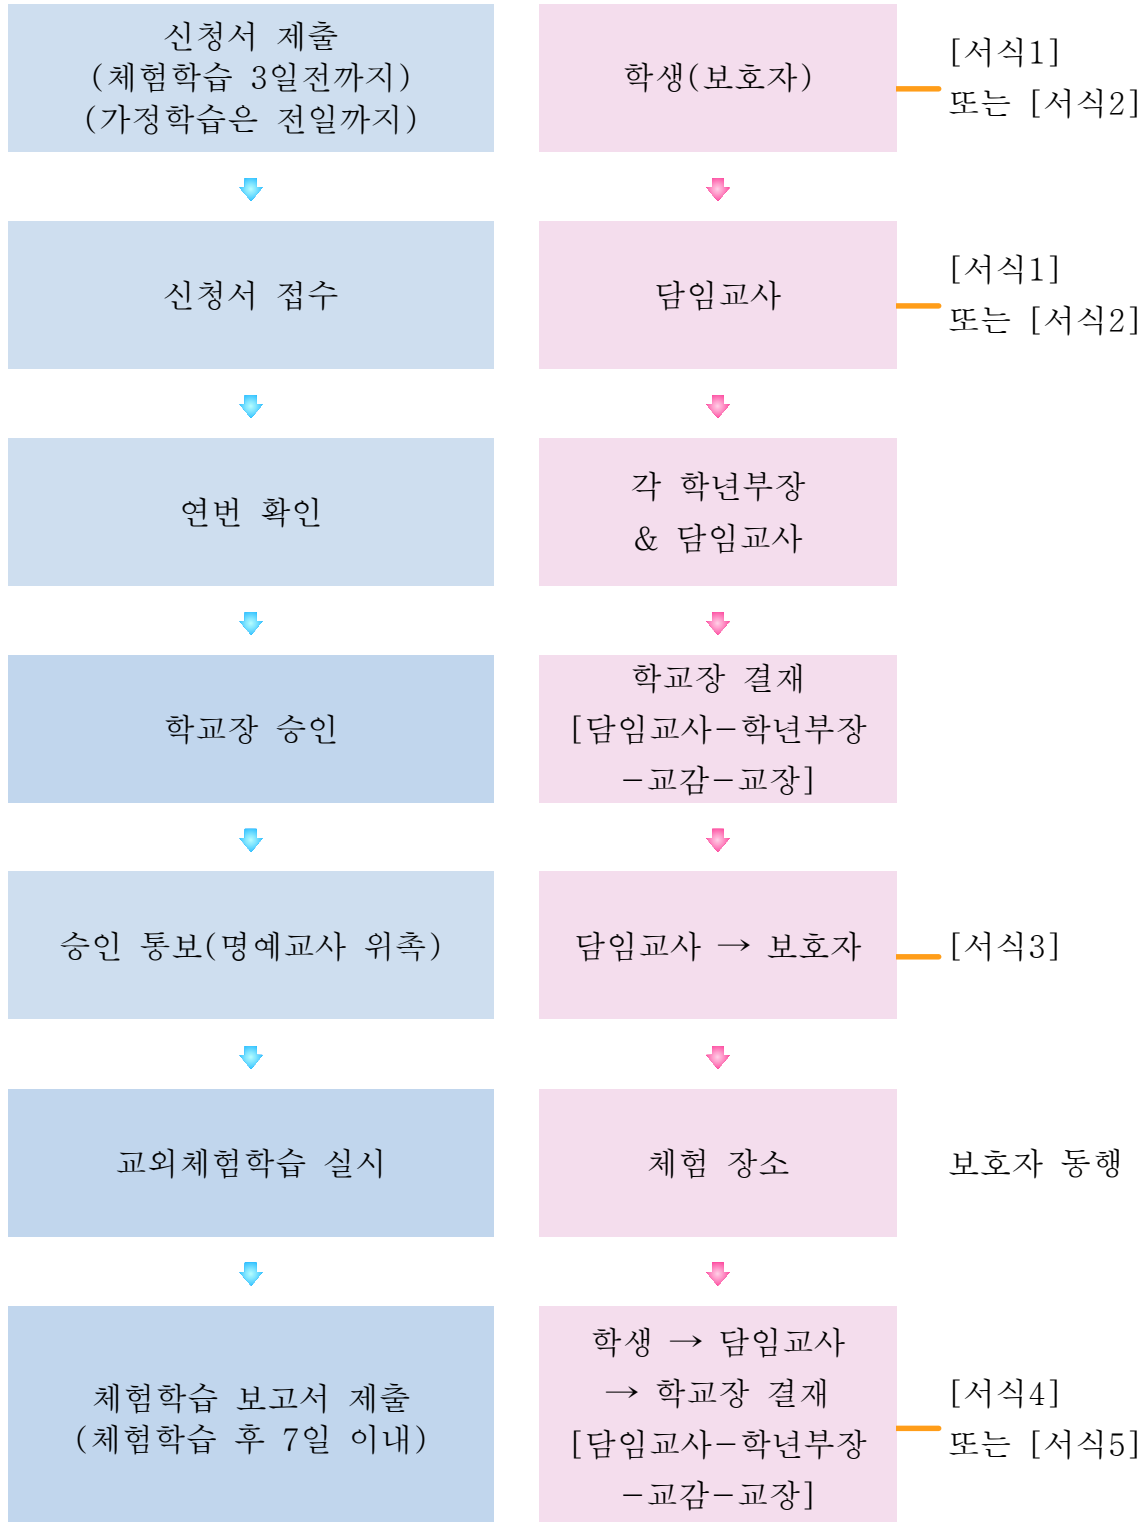 신청서 제출
(체험학습 3일전까지)
(가정학습은 전일까지)
학생(보호자)
[서식1]
또는 [서식2]
신청서 접수
담임교사
[서식1]
또는 [서식2]
연번 확인
각 학년부장
& 담임교사
학교장 승인
학교장 결재
[담임교사-학년부장
-교감-교장]
승인 통보(명예교사 위촉)
담임교사 → 보호자
[서식3]
교외체험학습 실시
체험 장소
보호자 동행
체험학습 보고서 제출
(체험학습 후 7일 이내)
학생 → 담임교사
→ 학교장 결재
[담임교사-학년부장
-교감-교장]
[서식4]
또는 [서식5]